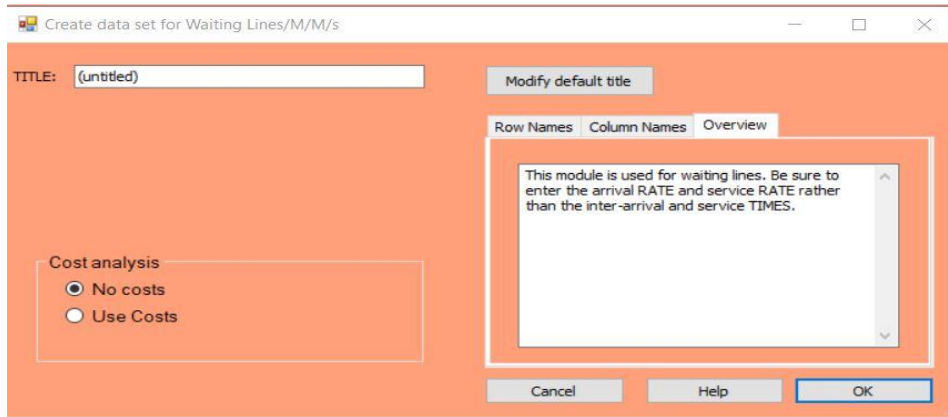 Create data set for Waiting Lines/M/M/s
TITLE:
(untitled)
Modify default title
Row Names
Column Names
Overview
This module is used for waiting lines. Be sure to
enter the arrival RATE and service RATE rather
than the inter-arrival and service TIMES.
Cost analysis
No costs
Use Costs
Cancel
Help
OK